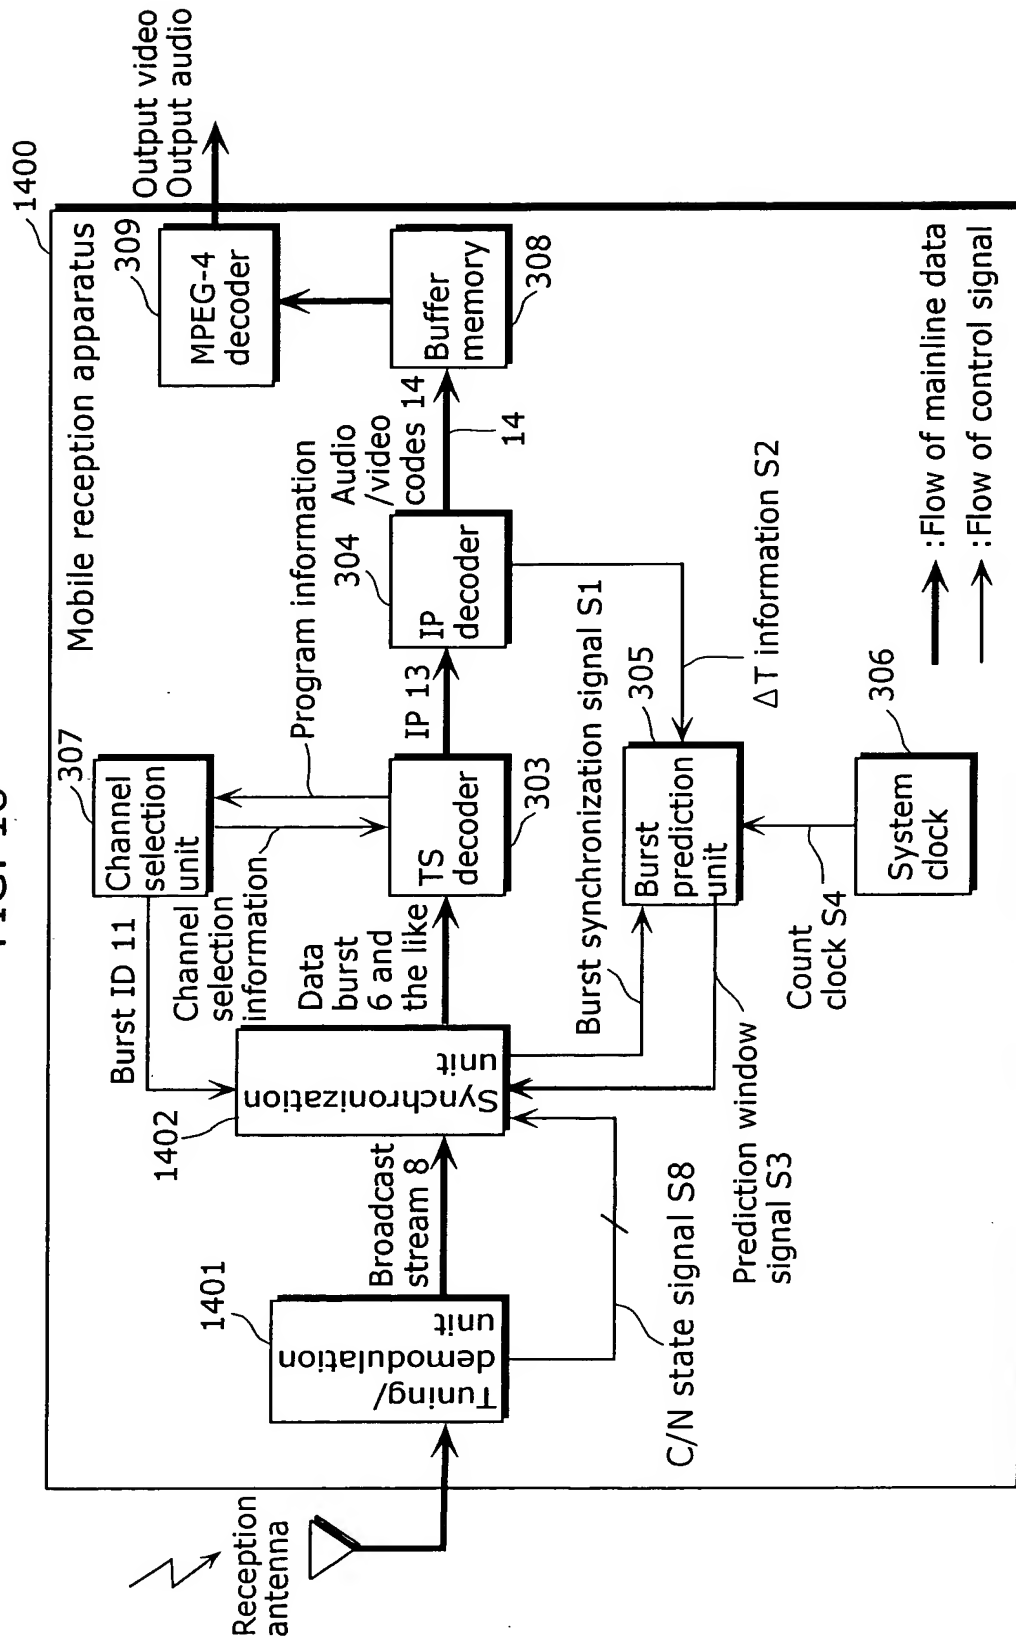 1400
Mobile reception apparatus
Output video
Output audio
309
MPEG-4
decoder
308
Buffer
memory
Audio
/video
codes 14
14
304
IP
decoder
IP 13
Program information
307
Channel
selection
unit
Burst ID 11
Channel
selection
information
303
TS
decoder
Data
burst
6 and
the like
1402
Synchronization
unit
Broadcast
stream 8
1401
Tuning/
demodulation
unit
Reception
antenna
C/N state signal S8
Burst synchronization signal S1
305
Burst
prediction
unit
ΔT information S2
Prediction window
signal S3
Count
clock S4
306
System
clock
:Flow of mainline data
:Flow of control signal